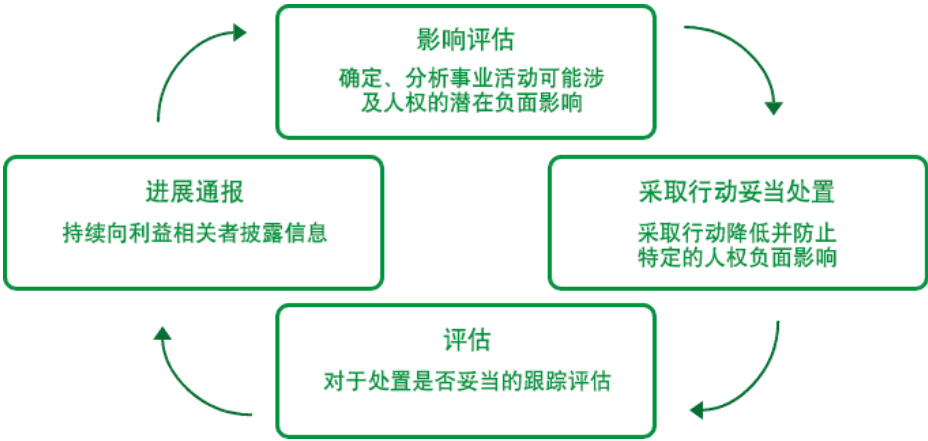 影响评估
确定、分析事业活动可能涉
及人权的潜在负面影响
进展通报
持续向利益相关者披露信息
采取行动妥当处置
采取行动降低并防止
特定的人权负面影响
评估
对于处置是否妥当的跟踪评估